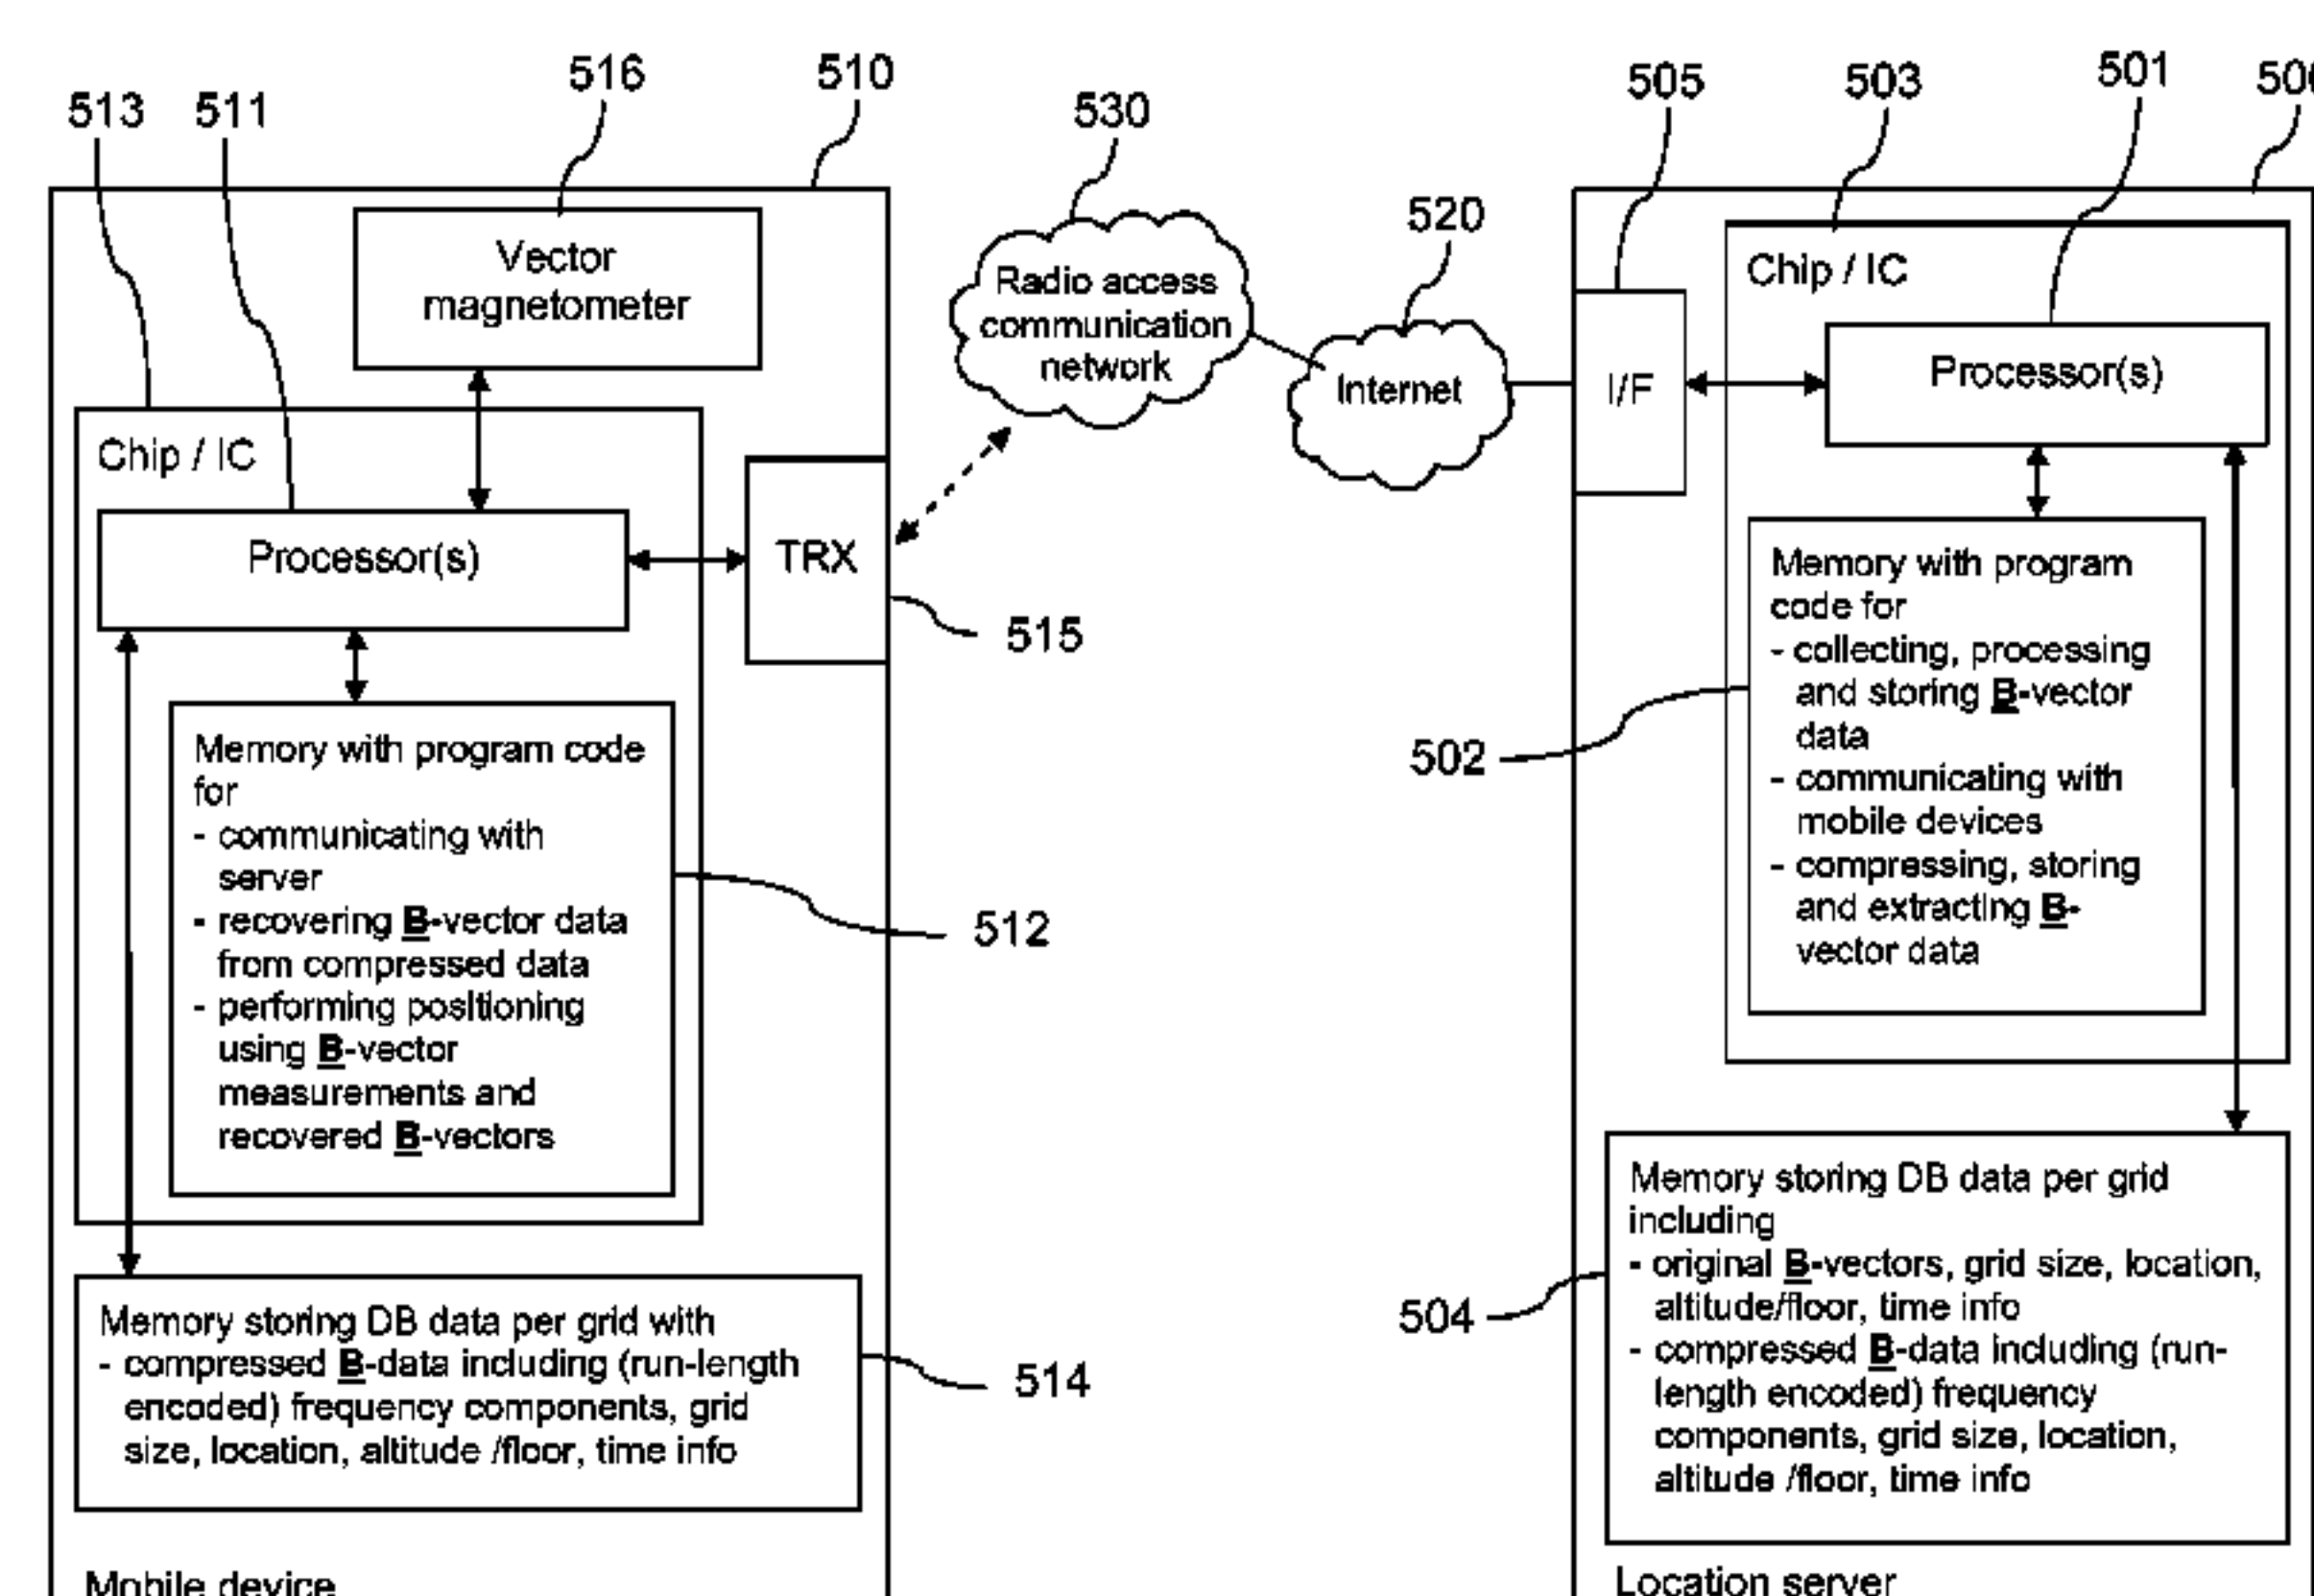 516
510
513
511
530
505
503
501
520
Vector
magnetometer
Chip / IC
Processor(s)
TRX
515
Memory with program code
for
- communicating with
server
- recovering B-vector data
from compressed data
- performing positioning
using B-vector
measurements and
recovered B-vectors
512
Memory storing DB data per grid with
- compressed B-data including (run-length
encoded) frequency components, grid
size, location, altitude /floor, time info
514
Mobile device
Radio access
communication
network
Internet
I/F
Chip / IC
Processor(s)
Memory with program
code for
- collecting, processing
and storing B-vector
data
- communicating with
mobile devices
- compressing, storing
and extracting B-
vector data
502
Memory storing DB data per grid
including
- original B-vectors, grid size, location,
altitude/floor, time info
- compressed B-data including (run-
length encoded) frequency
components, grid size, location,
altitude /floor, time info
504
Location server